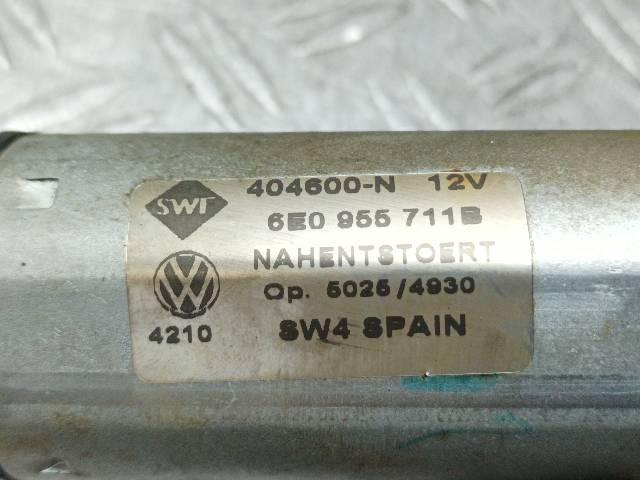 SWF
404600-N 12V
6E0 955 711B
NAHENTSTOERT
Op. 5025/4930
4210
SW4 SPAIN